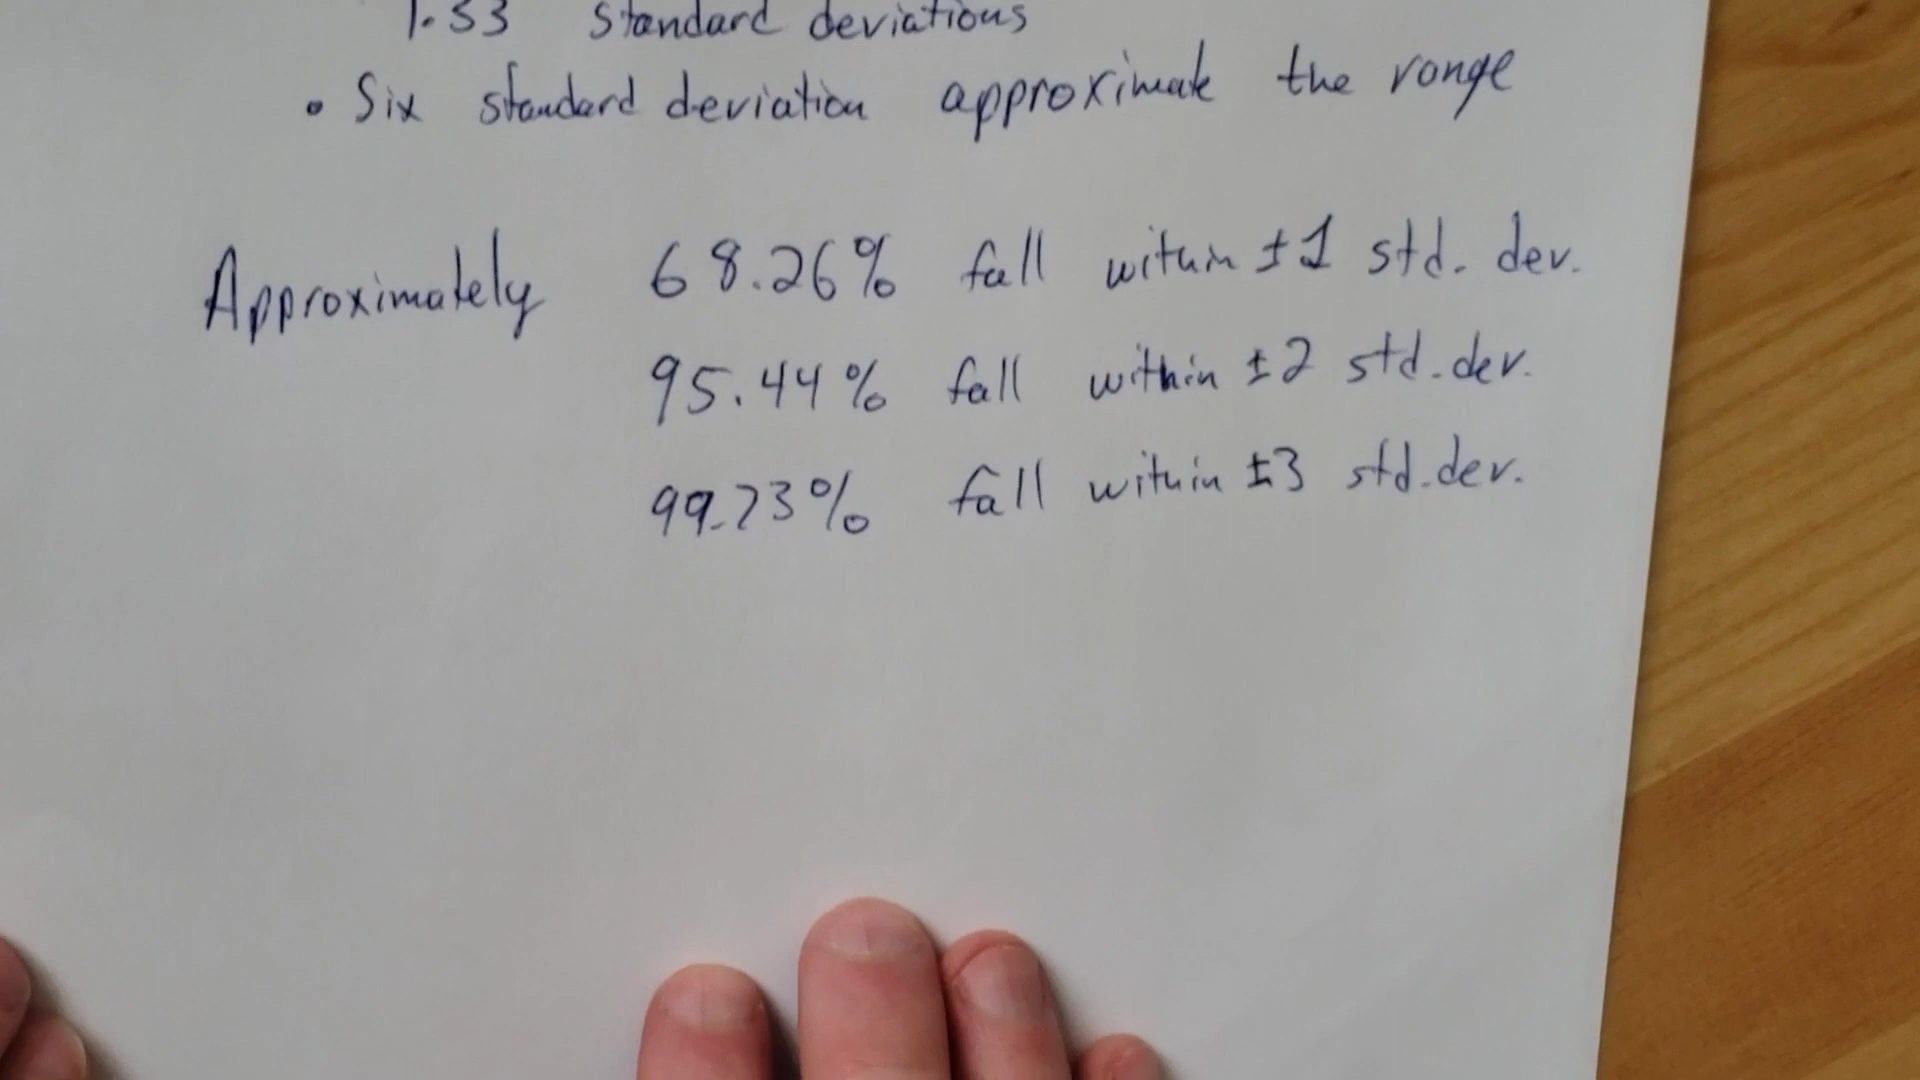 1.33 Standard deviations
• Six standard deviation approximate the range
Approximately 68.26% fall within ±1 std. dev.
95.44% fall within ±2 std. dev.
99.73% fall within ±3 std. dev.